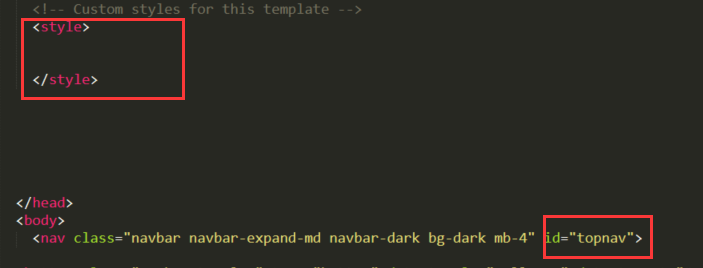 <!-- Custom styles for this template -->
<style>
</style>
</head>
<body>
<nav class="navbar navbar-expand-md navbar-dark bg-dark mb-4" id="topnav">